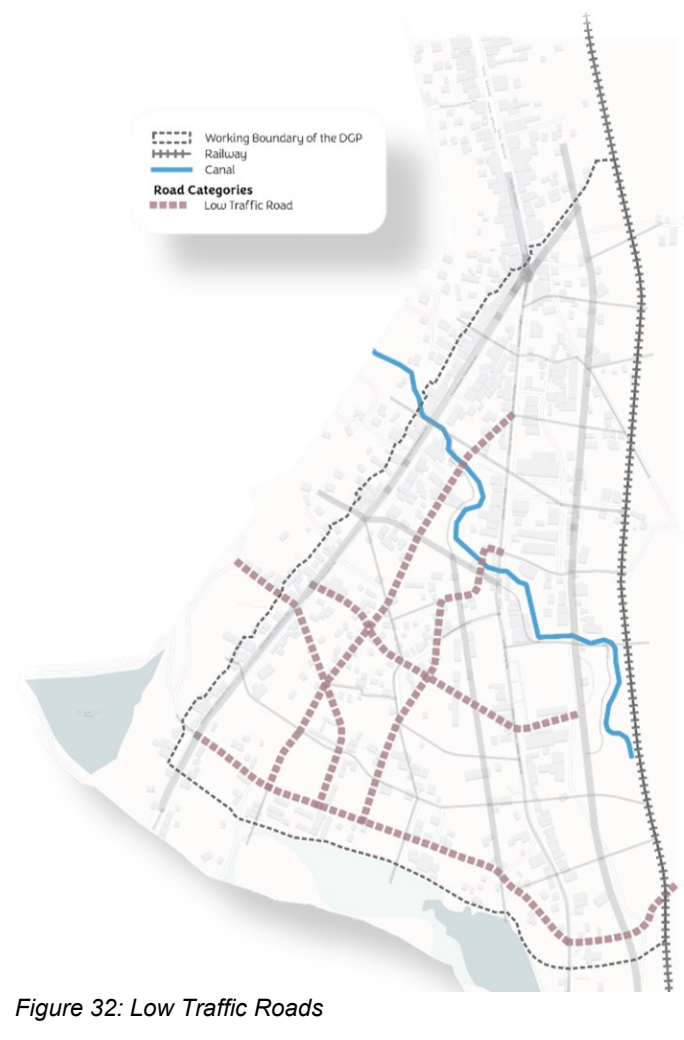 Working Boundary of the DGP
Railway
Canal
Road Categories
Low Traffic Road
Figure 32: Low Traffic Roads